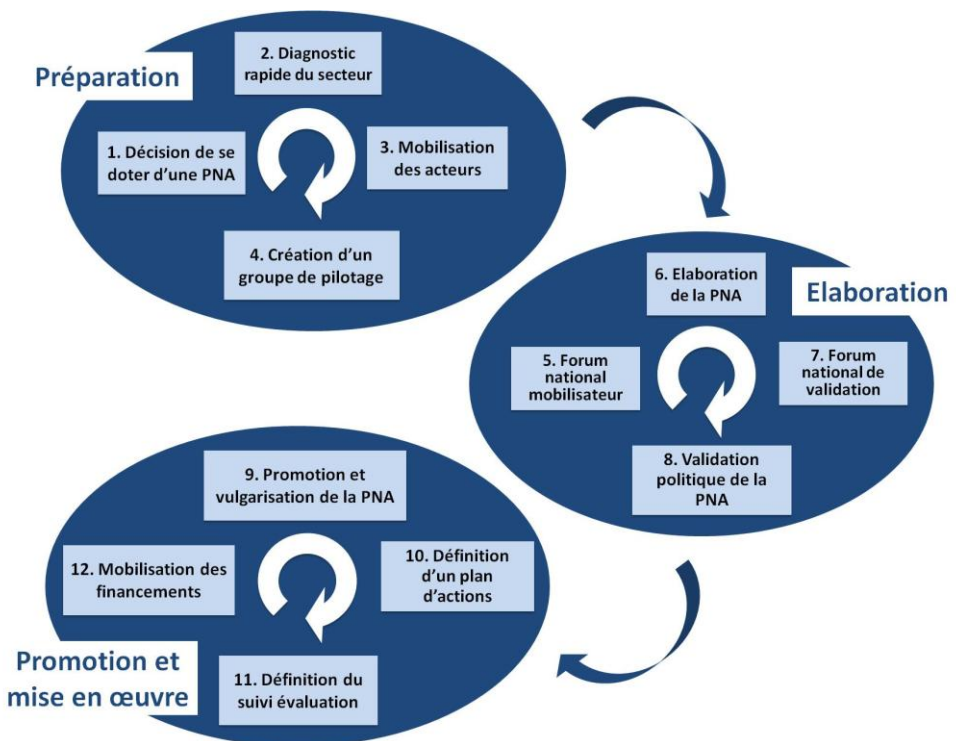 Préparation
1. Décision de se
doter d'une PNA
2. Diagnostic
rapide du secteur
3. Mobilisation
des acteurs
4. Création d'un
groupe de pilotage
Elaboration
5. Forum
national
mobilisateur
6. Elaboration
de la PNA
7. Forum
national de
validation
8. Validation
politique de la
PNA
Promotion et
mise en œuvre
9. Promotion et
vulgarisation de la PNA
10. Définition
d'un plan
d'actions
11. Définition du
suivi évaluation
12. Mobilisation des
financements